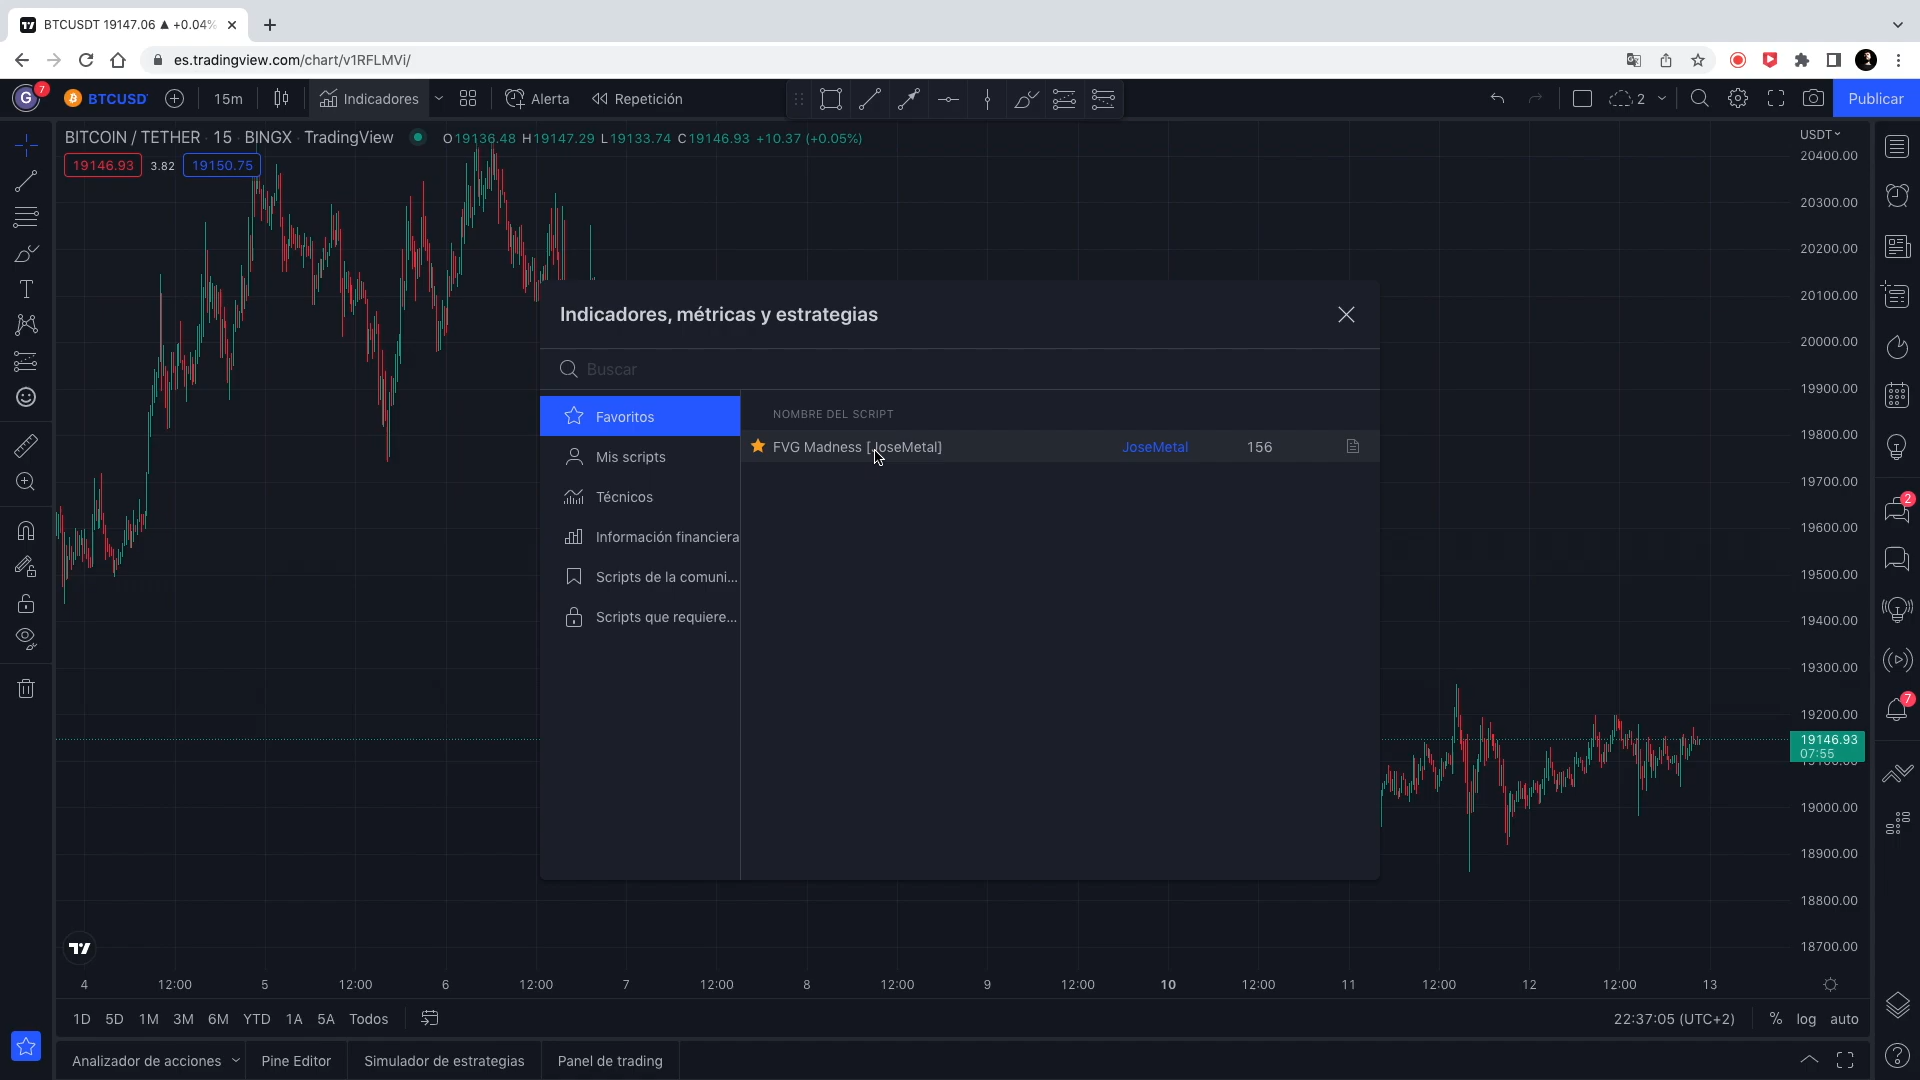 BTCUSDT 19147.06 ▲ +0.04%
es.tradingview.com/chart/v1RFLMVi/
G 7 BTCUSD 15m Indicadores Alerta Repetición 2 Publicar
BITCOIN / TETHER · 15 · BINGX · TradingView O19136.48 H19147.29 L19133.74 C19146.93 +10.37 (+0.05%)
19146.93 3.82 19150.75
USDT
20400.00
20300.00
20200.00
20100.00
20000.00
19900.00
19800.00
19700.00
19600.00
19500.00
19400.00
19300.00
19200.00
19146.93
07:55
19100.00
19000.00
18900.00
18800.00
18700.00
Indicadores, métricas y estrategias
Buscar
Favoritos
Mis scripts
Técnicos
Información financiera
Scripts de la comuni...
Scripts que requiere...
NOMBRE DEL SCRIPT
FVG Madness [JoseMetal] JoseMetal 156
2
7
4 12:00 5 12:00 6 12:00 7 12:00 8 12:00 9 12:00 10 12:00 11 12:00 12 12:00 13
1D 5D 1M 3M 6M YTD 1A 5A Todos 22:37:05 (UTC+2) % log auto
Analizador de acciones Pine Editor Simulador de estrategias Panel de trading